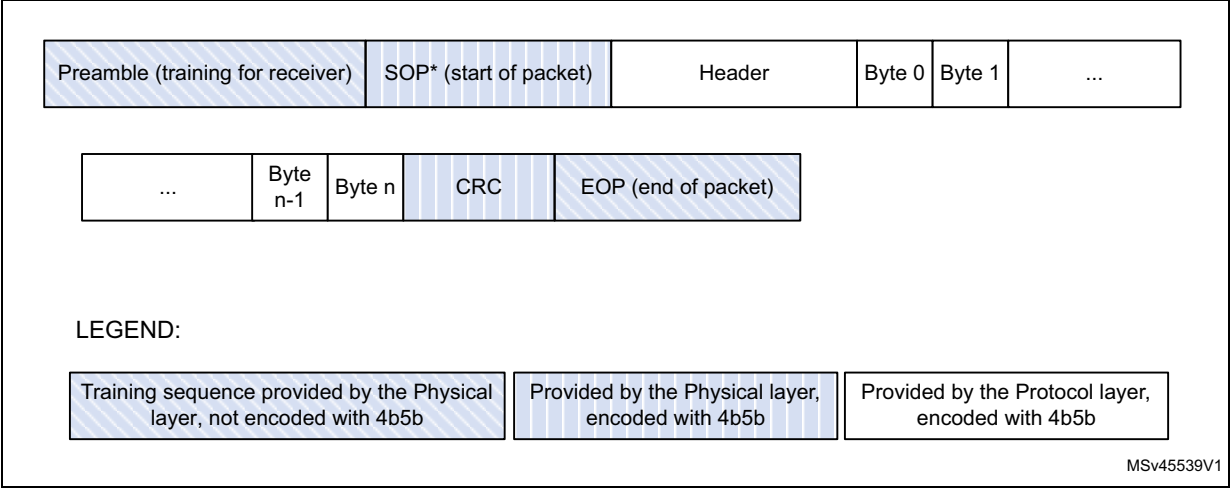 Preamble (training for receiver) SOP* (start of packet) Header Byte 0 Byte 1 ...
... Byte n-1 Byte n CRC EOP (end of packet)
LEGEND:
Training sequence provided by the Physical layer, not encoded with 4b5b
Provided by the Physical layer, encoded with 4b5b
Provided by the Protocol layer, encoded with 4b5b
MSv45539V1